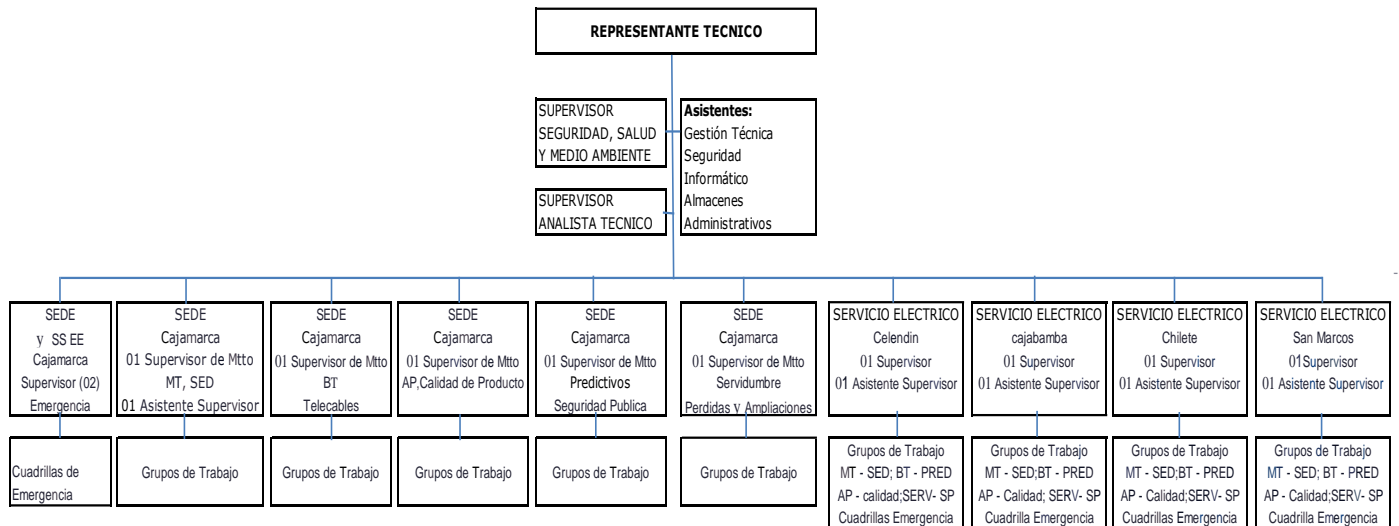 REPRESENTANTE TECNICO
SUPERVISOR
SEGURIDAD, SALUD
Y MEDIO AMBIENTE
Asistentes:
Gestión Técnica
Seguridad
Informático
Almacenes
Administrativos
SUPERVISOR
ANALISTA TECNICO
SEDE
y SS EE
Cajamarca
Supervisor (02)
Emergencia
SEDE
Cajamarca
01 Supervisor de Mtto
MT, SED
01 Asistente Supervisor
SEDE
Cajamarca
01 Supervisor de Mtto
BT
Telecables
SEDE
Cajamarca
01 Supervisor de Mtto
AP,Calidad de Producto
SEDE
Cajamarca
01 Supervisor de Mtto
Predictivos
Seguridad Publica
SEDE
Cajamarca
01 Supervisor de Mtto
Servidumbre
Perdidas y Ampliaciones
SERVICIO ELECTRICO
Celendin
01 Supervisor
01 Asistente Supervisor
SERVICIO ELECTRICO
cajabamba
01 Supervisor
01 Asistente Supervisor
SERVICIO ELECTRICO
Chilete
01 Supervisor
01 Asistente Supervisor
SERVICIO ELECTRICO
San Marcos
01Supervisor
01 Asistente Supervisor
Cuadrillas de
Emergencia
Grupos de Trabajo
Grupos de Trabajo
Grupos de Trabajo
Grupos de Trabajo
Grupos de Trabajo
Grupos de Trabajo
MT - SED; BT - PRED
AP - calidad;SERV- SP
Cuadrillas Emergencia
Grupos de Trabajo
MT - SED;BT - PRED
AP - Calidad; SERV- SP
Cuadrilla Emergencia
Grupos de Trabajo
MT - SED;BT - PRED
AP - Calidad;SERV- SP
Cuadrillas Emergencia
Grupos de Trabajo
MT - SED; BT - PRED
AP - Calidad;SERV- SP
Cuadrilla Emergencia